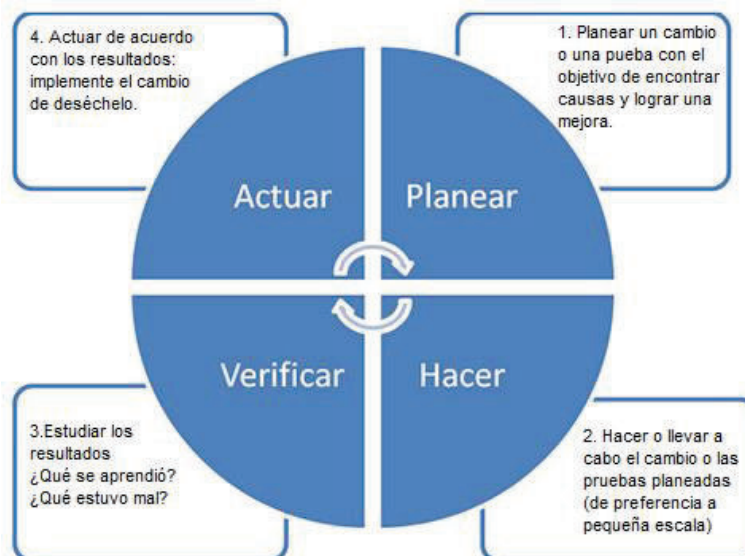 1. Planear un cambio
o una prueba con el
objetivo de encontrar
causas y lograr una
mejora.
Planear
2. Hacer o llevar a
cabo el cambio o las
pruebas planeadas
(de preferencia a
pequeña escala)
Hacer
3.Estudiar los
resultados
¿Qué se aprendió?
¿Qué estuvo mal?
Verificar
4. Actuar de acuerdo
con los resultados:
implemente el cambio
de deséchelo.
Actuar